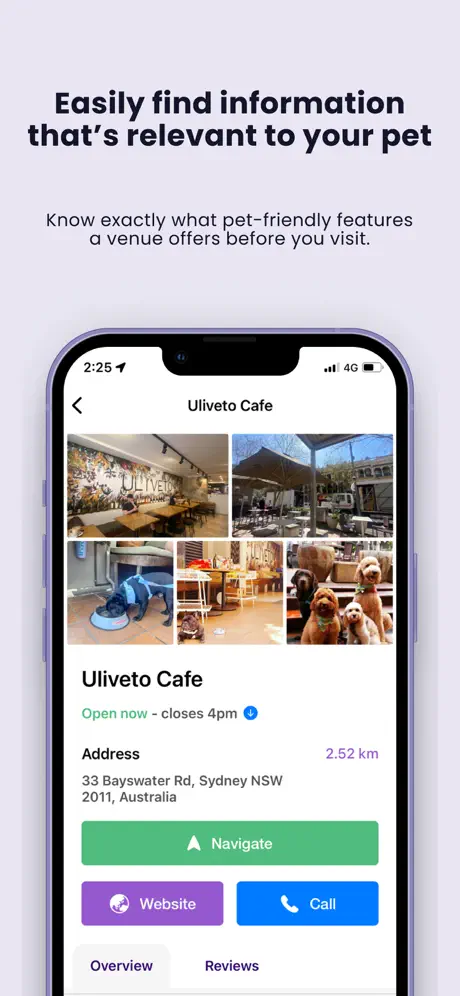 Easily find information
that’s relevant to your pet
Know exactly what pet-friendly features
a venue offers before you visit.
2:25
4G
Uliveto Cafe
ULIVETO
Uliveto Cafe
Open now - closes 4pm
Address
2.52 km
33 Bayswater Rd, Sydney NSW
2011, Australia
Navigate
Website
Call
Overview
Reviews